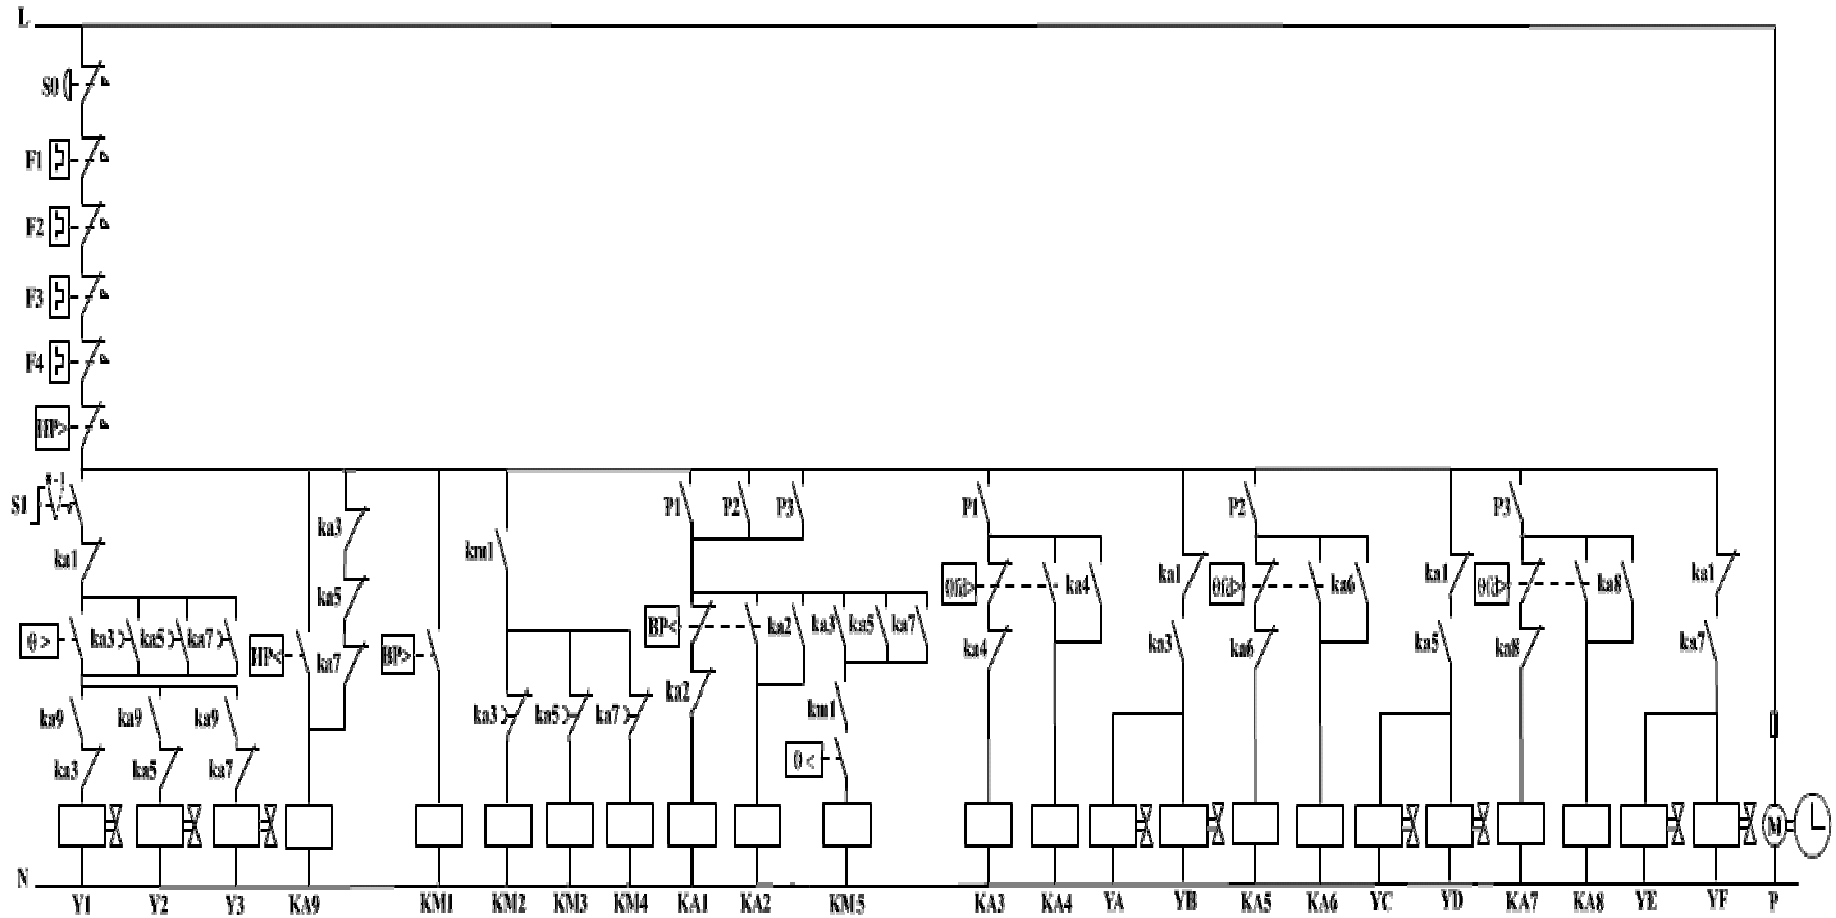 L
S0
F1
F2
F3
F4
HP>
S1
P1 P2 P3 P1 P2 P3
ka3
km1
ka1 ka1 ka1 ka1
ka5 ka4 ka6 ka8
θ> ka3 ka5 ka7 HP< ka7 BP> BP< ka2 ka3 ka5 ka7 ka4 ka3 ka6 ka5 ka8 ka7
ka9 ka9 ka9 ka3 ka5 ka7 ka2 km1
ka3 ka5 ka7 θ<
M
N
Y1 Y2 Y3 KA9 KM1 KM2 KM3 KM4 KA1 KA2 KM5 KA3 KA4 YA YB KA5 KA6 YC YD KA7 KA8 YE YF P